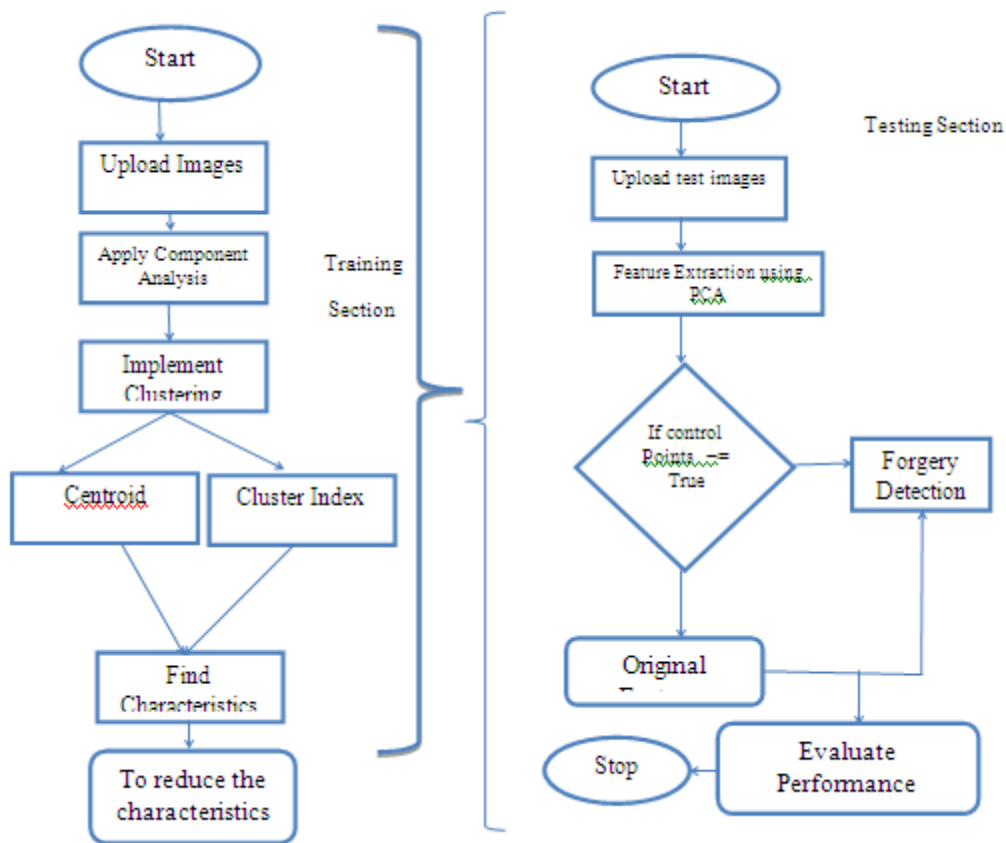 Start
Upload Images
Apply Component
Analysis
Implement
Clustering
Centroid
Cluster Index
Find
Characteristics
To reduce the
characteristics
Training
Section
Start
Testing Section
Upload test images
Feature Extraction using
PCA
If control
Points ~=
True
Forgery
Detection
Original
Evaluate
Performance
Stop